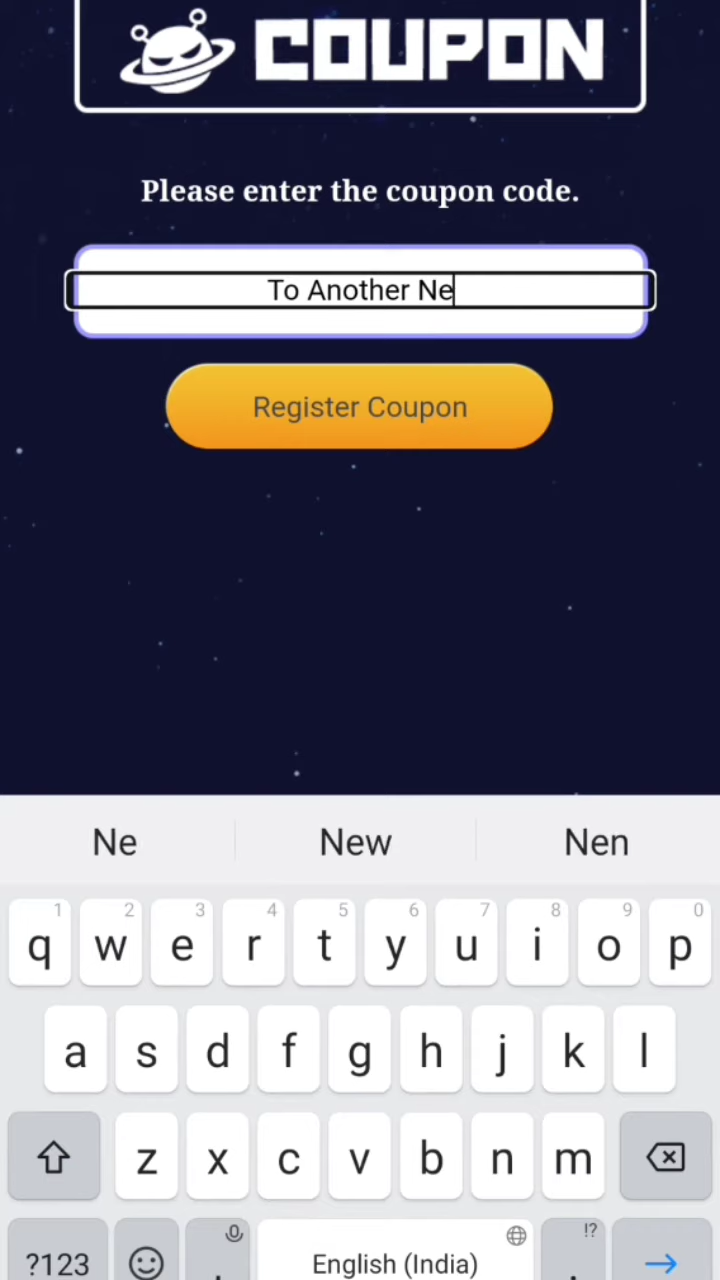 COUPON
Please enter the coupon code.
To Another Ne
Register Coupon
Ne New Nen
1 2 3 4 5 6 7 8 9 0
q w e r t y u i o p
a s d f g h j k l
z x c v b n m
!?
?123 , English (India) .